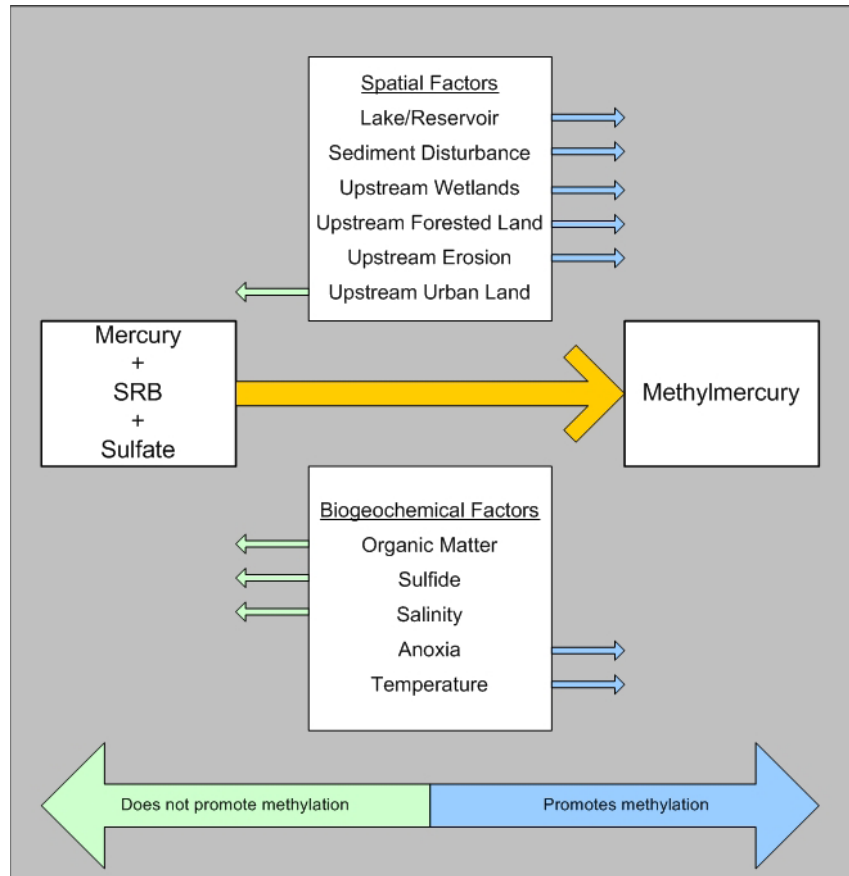 Spatial Factors
Lake/Reservoir
Sediment Disturbance
Upstream Wetlands
Upstream Forested Land
Upstream Erosion
Upstream Urban Land
Mercury
+
SRB
+
Sulfate
Methylmercury
Biogeochemical Factors
Organic Matter
Sulfide
Salinity
Anoxia
Temperature
Does not promote methylation
Promotes methylation